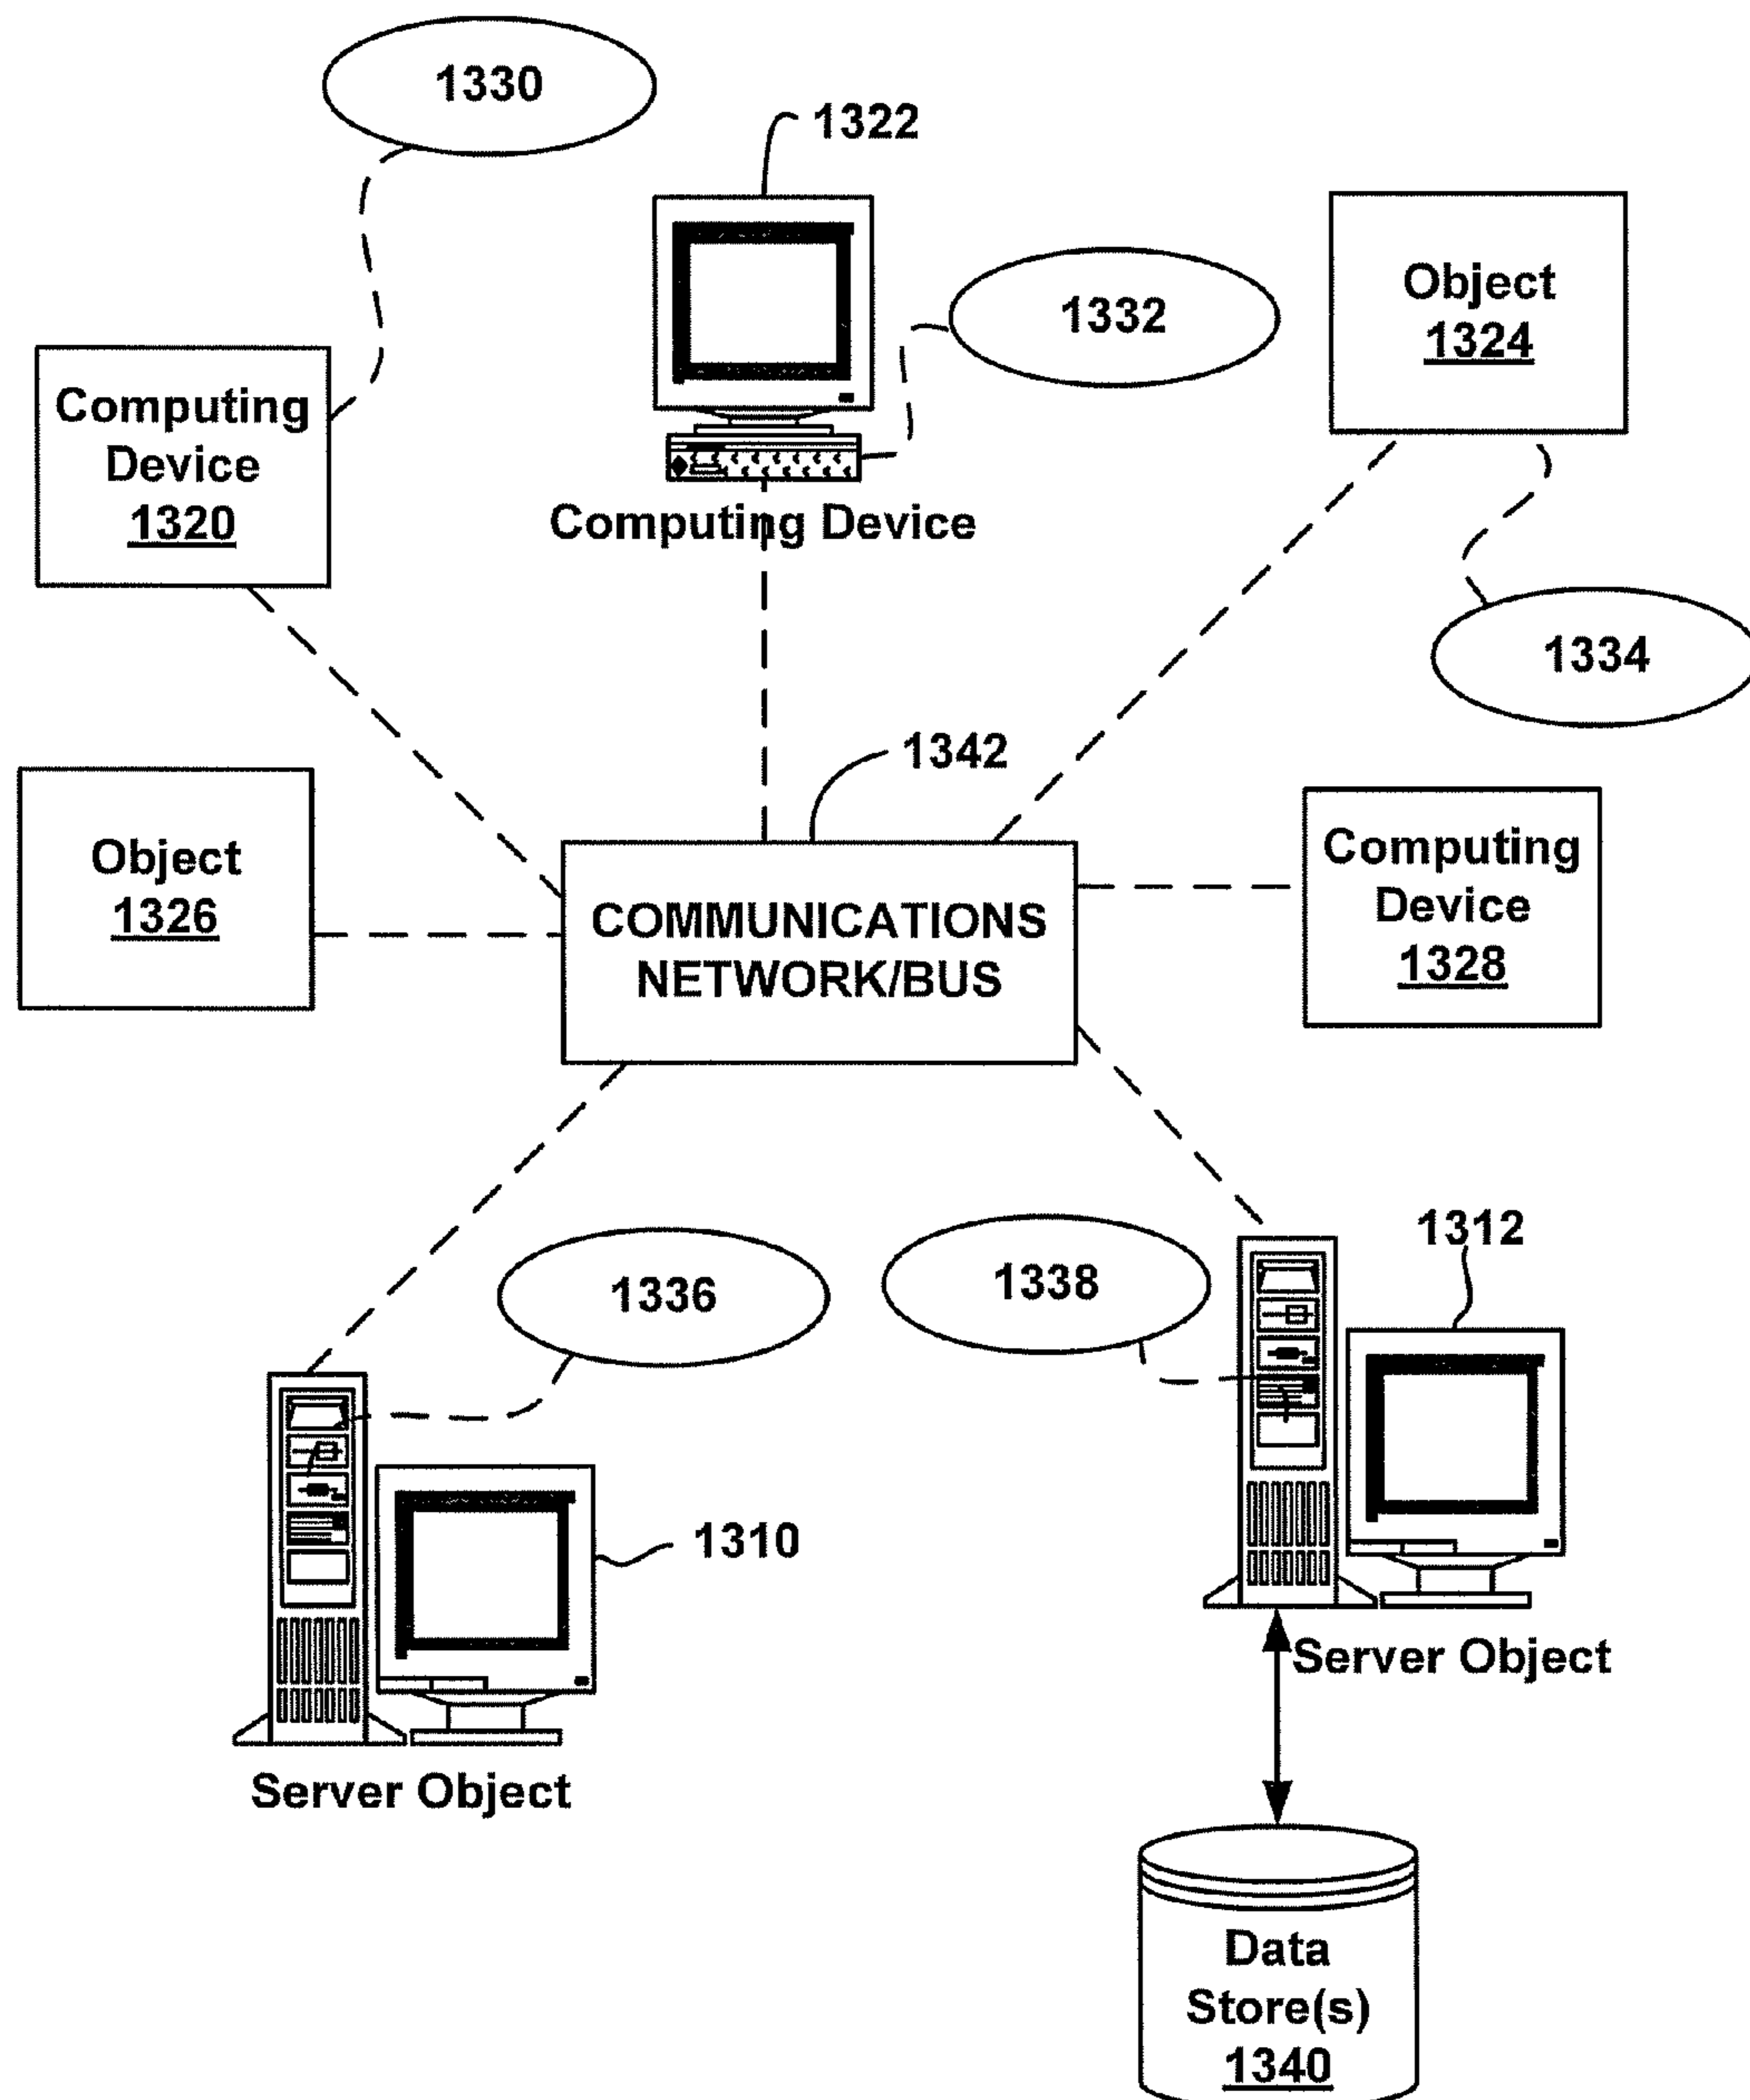 1330
1322
1332
Object
1324
Computing
Device
1320
Computing Device
1334
1342
Object
1326
Computing
Device
1328
COMMUNICATIONS
NETWORK/BUS
1336
1338
1312
1310
Server Object
Server Object
Data
Store(s)
1340